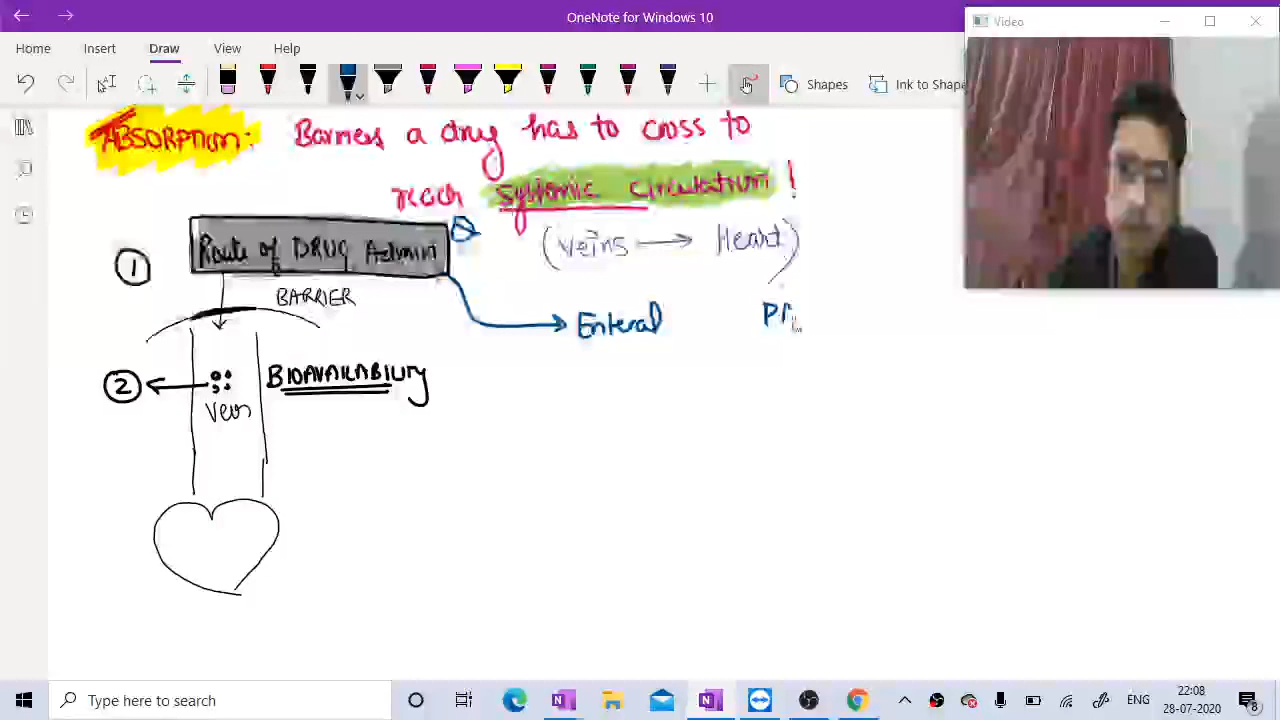 OneNote for Windows 10
Video
Home Insert Draw View Help
Shapes Ink to Shape
ABSORPTION: Barriers a drug has to cross to
reach systemic circulation!
(Veins → Heart)
① Route of DRUG Admin
BARRIER
Enteral
② BIOAVAILABILITY
Vein
Type here to search
ENG
22:08
28-07-2020
8